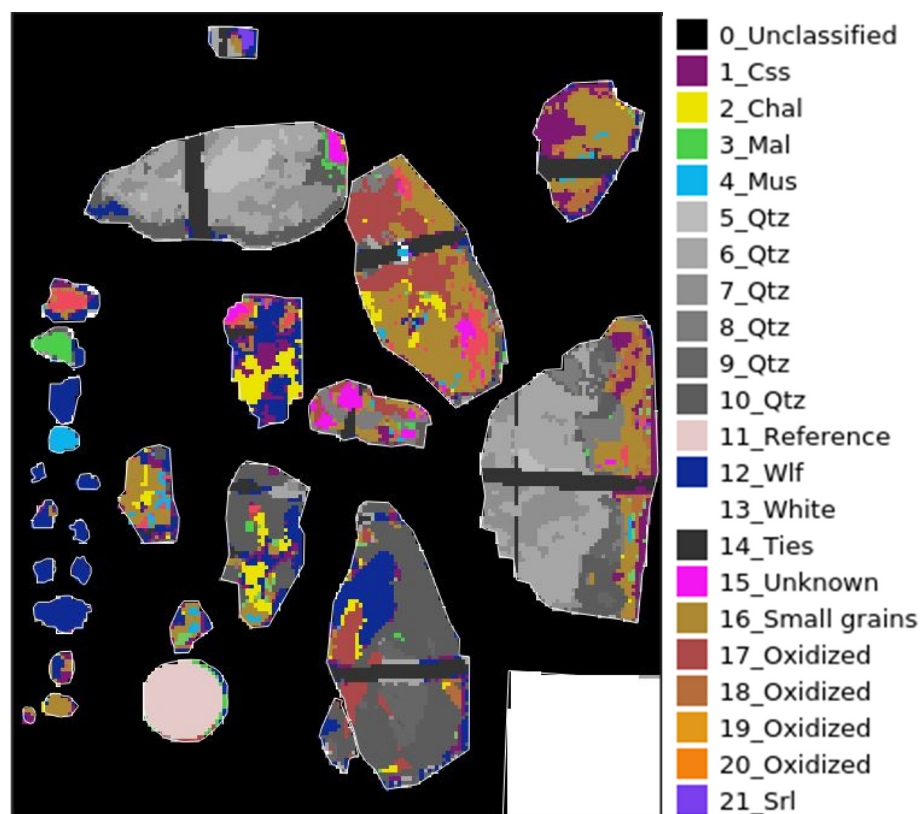 0_Unclassified
1_Css
2_Chal
3_Mal
4_Mus
5_Qtz
6_Qtz
7_Qtz
8_Qtz
9_Qtz
10_Qtz
11_Reference
12_Wlf
13_White
14_Ties
15_Unknown
16_Small grains
17_Oxidized
18_Oxidized
19_Oxidized
20_Oxidized
21_Srl